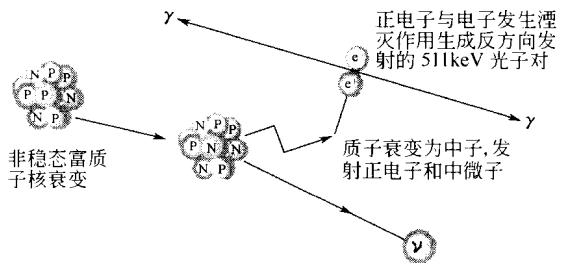 γ
正电子与电子发生湮
灭作用生成反方向发
射的 511keV 光子对
e
e
γ
N P P
P P N
N P
非稳态富质
子核衰变
N P P
P N N
N P
质子衰变为中子,发
射正电子和中微子
ν